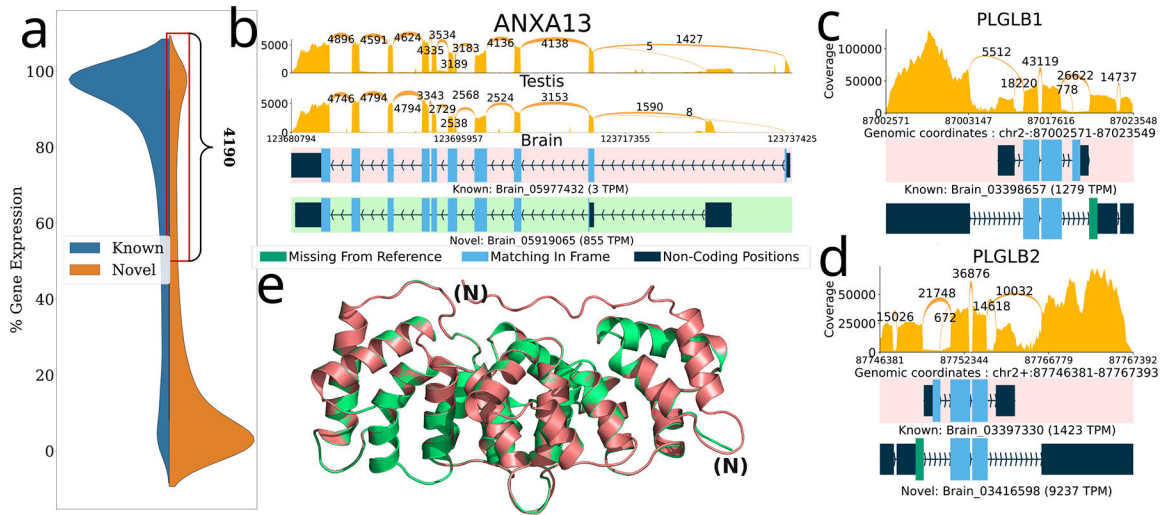 a
% Gene Expression
100
80
60
40
20
0
Known
Novel
4190
b
ANXA13
5000
0
4896
4591
4624
3534
4335
3183
3189
4136
4138
5
1427
Testis
5000
0
4746
4794
4794
3343
2729
2568
2538
2524
3153
1590
8
123680794
123695957
123717355
123737425
Brain
Known: Brain_05977432 (3 TPM)
Novel: Brain_05919065 (855 TPM)
Missing From Reference
Matching In Frame
Non-Coding Positions
c
PLGLB1
Coverage
100000
50000
0
5512
43119
18220
26622
778
14737
87002571
87003147
87017616
87023548
Genomic coordinates : chr2-:87002571-87023549
Known: Brain_03398657 (1279 TPM)
d
PLGLB2
Coverage
50000
25000
0
15026
21748
36876
672
14618
10032
87746381
87752344
87766779
87767392
Genomic coordinates : chr2+:87746381-87767393
Known: Brain_03397330 (1423 TPM)
Novel: Brain_03416598 (9237 TPM)
e
(N)
(N)